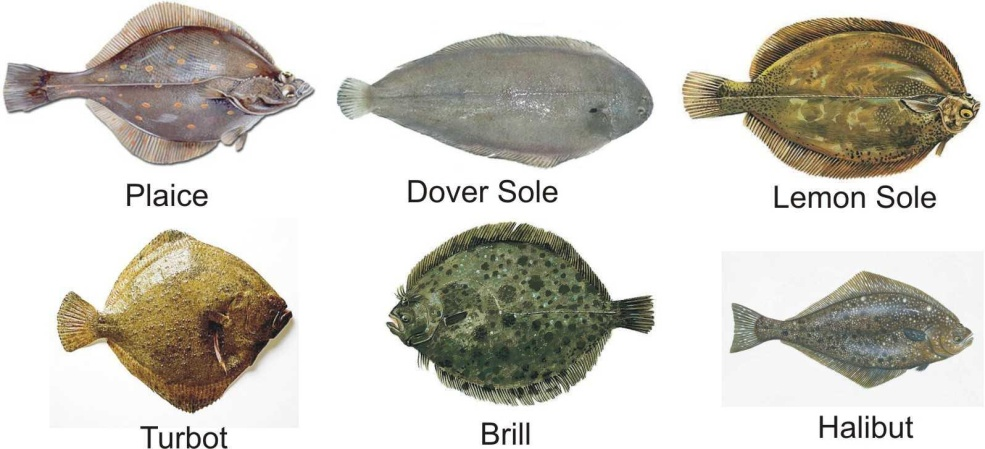 Plaice
Dover Sole
Lemon Sole
Turbot
Brill
Halibut